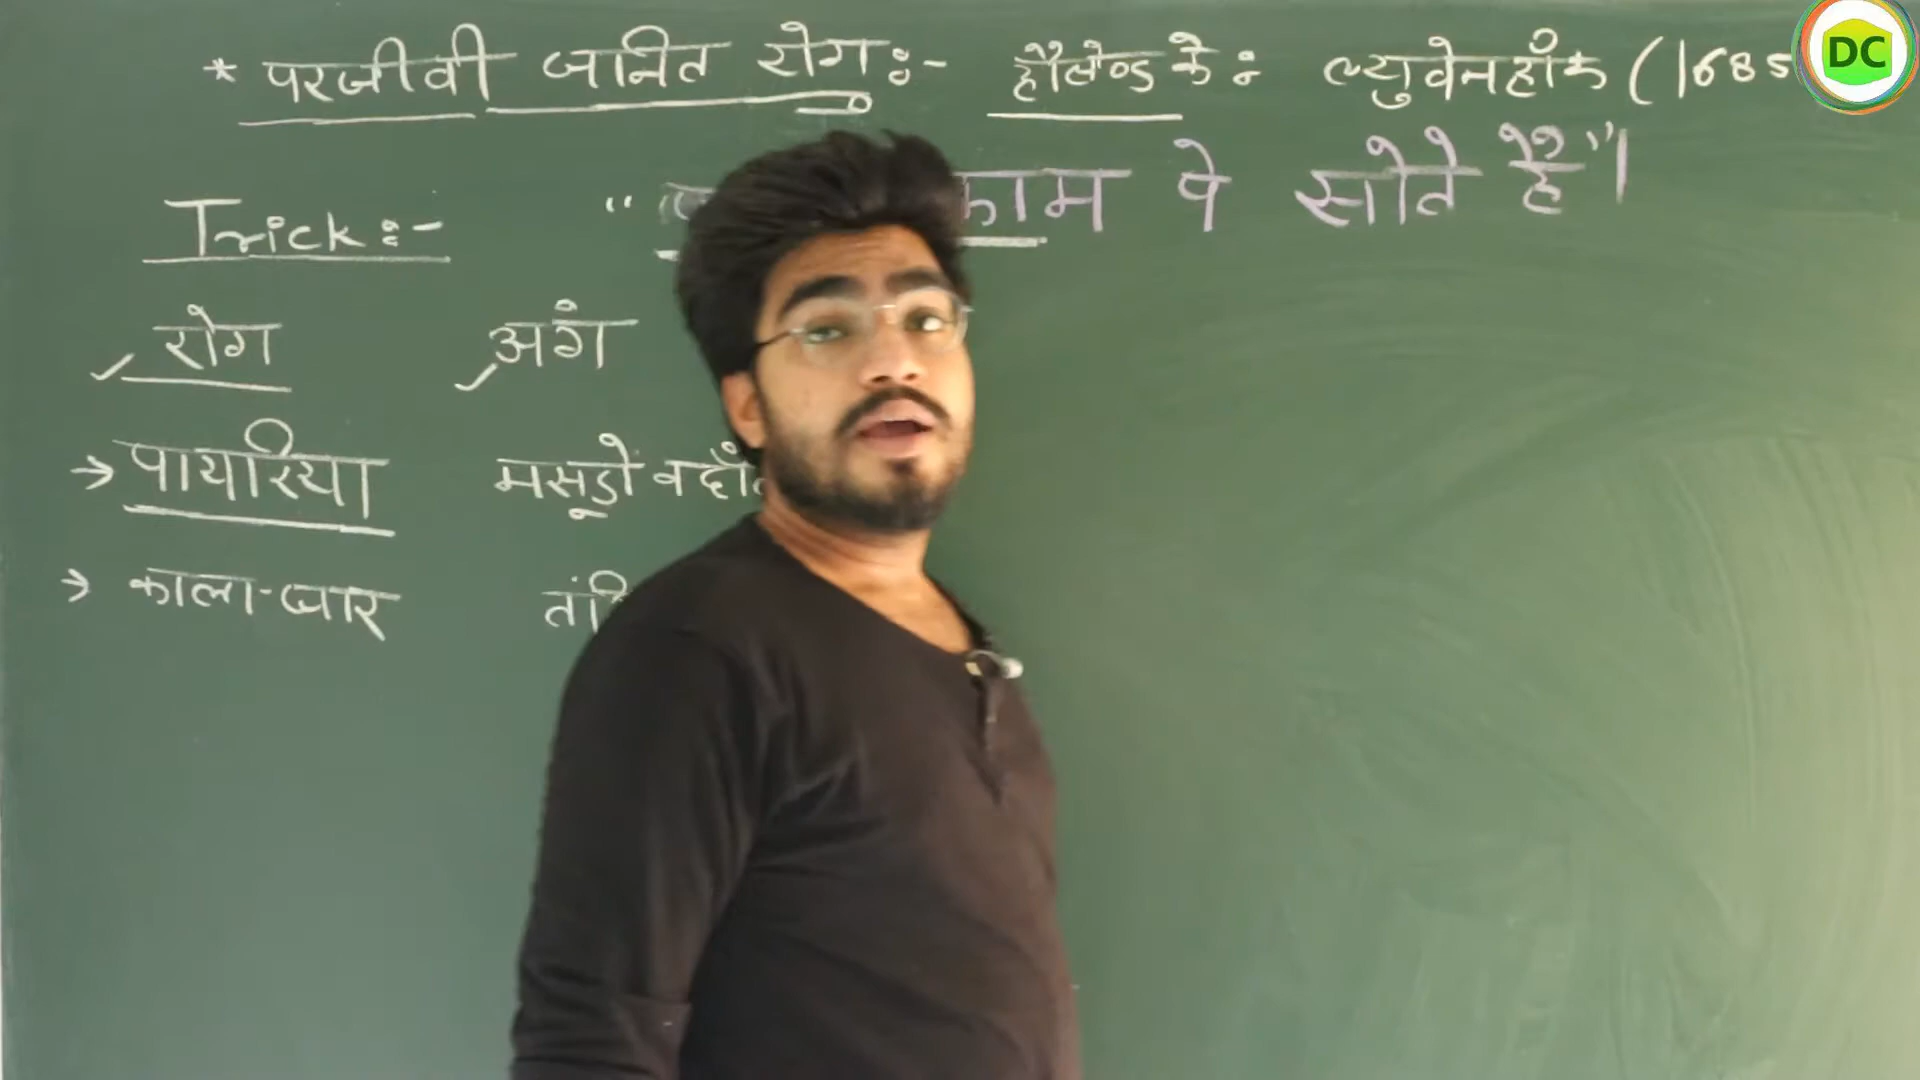 * परजीवी जनित रोग :- हॉलैण्ड के : ल्युवेनहॉक (1685
DC
Trick :- " काम पे सोते हैं"।
रोग अंग
→ पायरिया मसूडो व
→ काला-जार